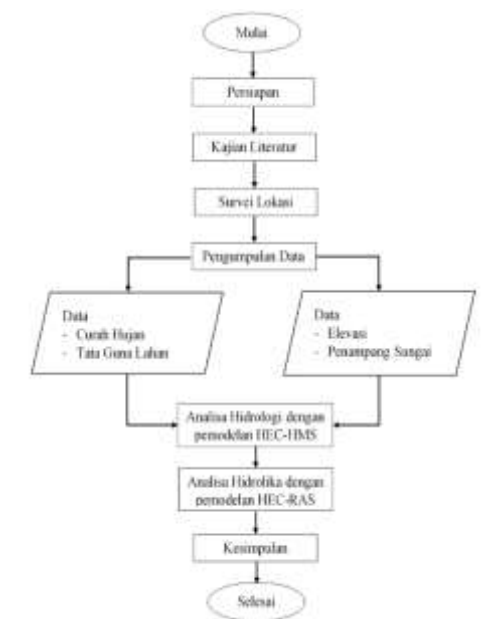 Mulai
Persiapan
Kajian Literatur
Survei Lokasi
Pengumpulan Data
Data
- Curah Hujan
- Tata Guna Lahan
Data
- Elevasi
- Penampang Sungai
Analisa Hidrologi dengan
pemodelan HEC-HMS
Analisa Hidrolika dengan
pemodelan HEC-RAS
Kesimpulan
Selesai